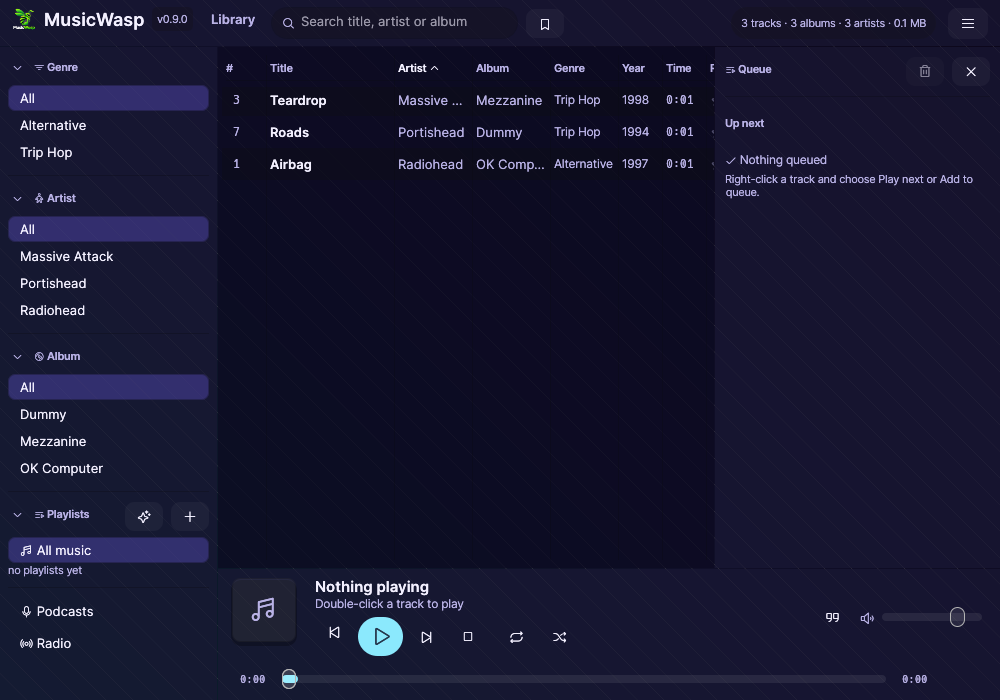 MusicWasp v0.9.0 Library Search title, artist or album 3 tracks · 3 albums · 3 artists · 0.1 MB
Genre
All
Alternative
Trip Hop
Artist
All
Massive Attack
Portishead
Radiohead
Album
All
Dummy
Mezzanine
OK Computer
Playlists
All music
no playlists yet
Podcasts
Radio
# Title Artist Album Genre Year Time
3 Teardrop Massive ... Mezzanine Trip Hop 1998 0:01
7 Roads Portishead Dummy Trip Hop 1994 0:01
1 Airbag Radiohead OK Comp... Alternative 1997 0:01
Queue
Up next
Nothing queued
Right-click a track and choose Play next or Add to
queue.
Nothing playing
Double-click a track to play
0:00 0:00